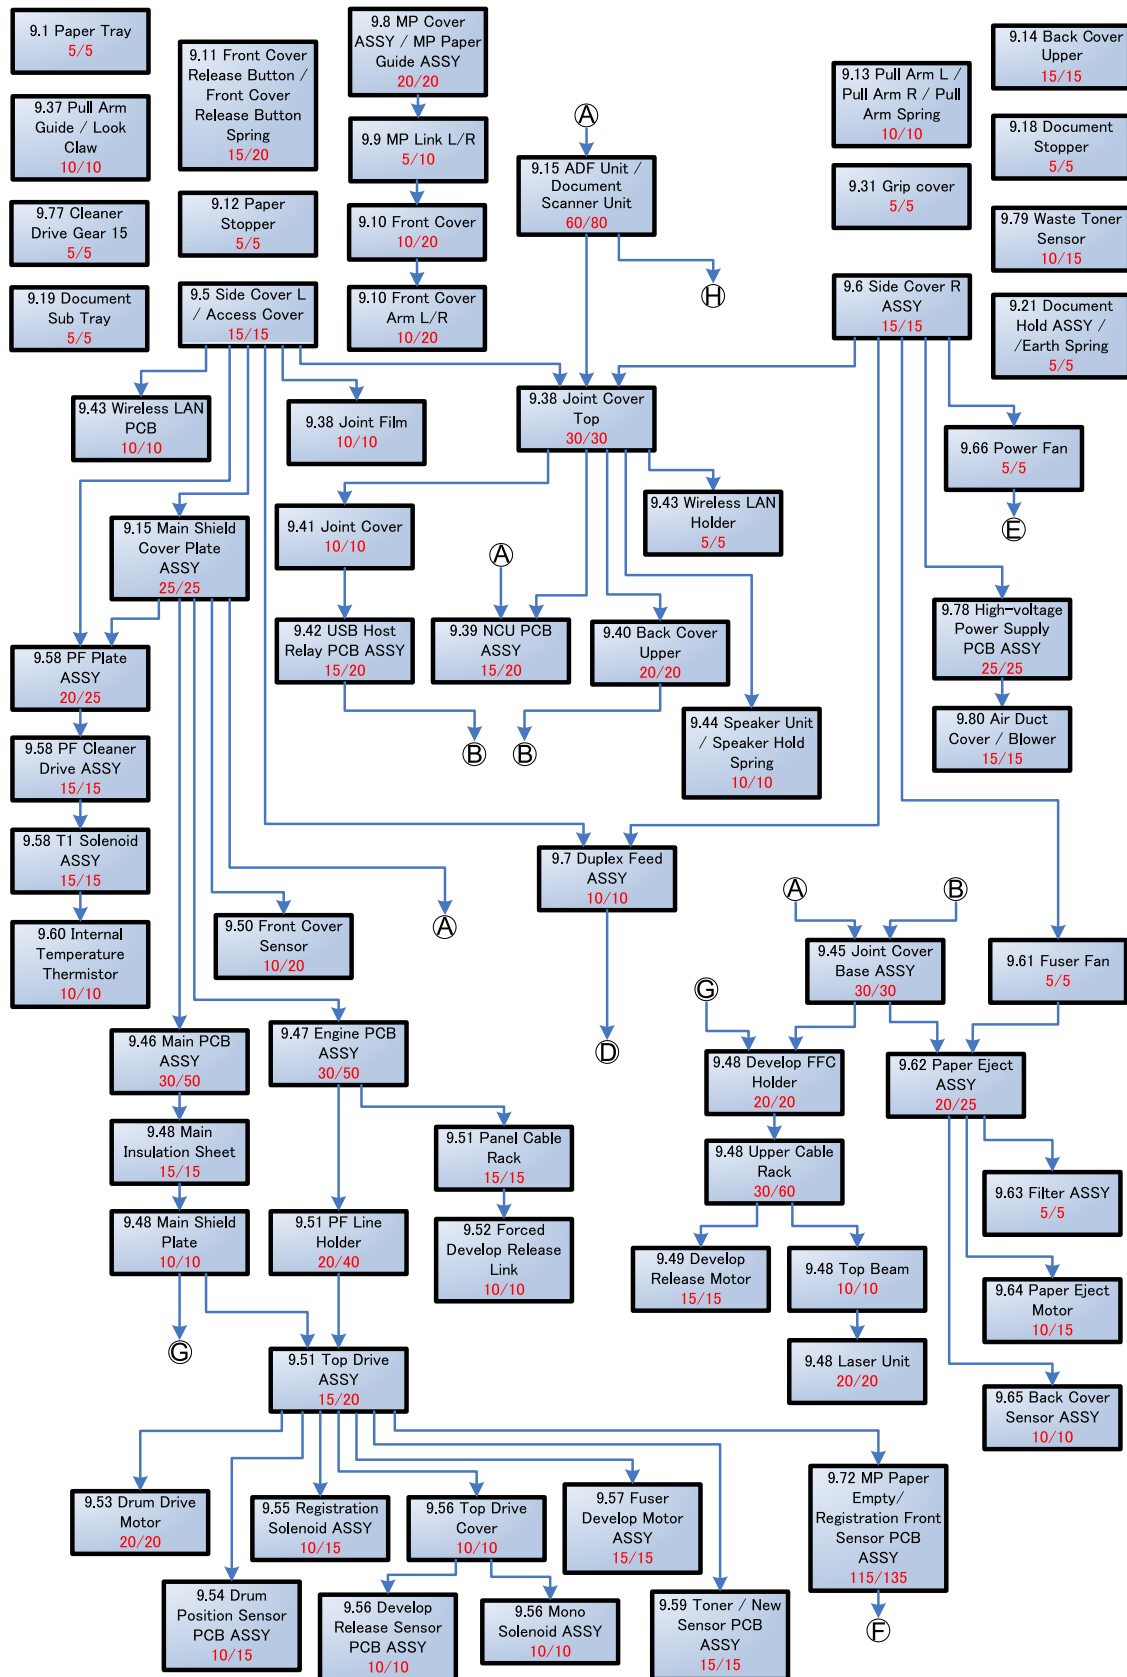 9.1 Paper Tray
5/5
9.11 Front Cover
Release Button /
Front Cover
Release Button
Spring
15/20
9.8 MP Cover
ASSY / MP Paper
Guide ASSY
20/20
9.13 Pull Arm L /
Pull Arm R / Pull
Arm Spring
10/10
9.14 Back Cover
Upper
15/15
9.37 Pull Arm
Guide / Look
Claw
10/10
9.9 MP Link L/R
5/10
A
9.15 ADF Unit /
Document
Scanner Unit
60/80
9.18 Document
Stopper
5/5
9.31 Grip cover
5/5
9.77 Cleaner
Drive Gear 15
5/5
9.12 Paper
Stopper
5/5
9.10 Front Cover
10/20
9.79 Waste Toner
Sensor
10/15
H
9.19 Document
Sub Tray
5/5
9.5 Side Cover L
/ Access Cover
15/15
9.10 Front Cover
Arm L/R
10/20
9.6 Side Cover R
ASSY
15/15
9.21 Document
Hold ASSY /
/Earth Spring
5/5
9.43 Wireless LAN
PCB
10/10
9.38 Joint Film
10/10
9.38 Joint Cover
Top
30/30
9.66 Power Fan
5/5
E
9.15 Main Shield
Cover Plate
ASSY
25/25
9.41 Joint Cover
10/10
9.43 Wireless LAN
Holder
5/5
A
9.58 PF Plate
ASSY
20/25
9.42 USB Host
Relay PCB ASSY
15/20
9.39 NCU PCB
ASSY
15/20
9.40 Back Cover
Upper
20/20
9.78 High-voltage
Power Supply
PCB ASSY
25/25
B
B
9.44 Speaker Unit
/ Speaker Hold
Spring
10/10
9.80 Air Duct
Cover / Blower
15/15
9.58 PF Cleaner
Drive ASSY
15/15
9.58 T1 Solenoid
ASSY
15/15
9.7 Duplex Feed
ASSY
10/10
A
B
9.60 Internal
Temperature
Thermistor
10/10
9.50 Front Cover
Sensor
10/20
A
9.45 Joint Cover
Base ASSY
30/30
9.61 Fuser Fan
5/5
G
D
9.46 Main PCB
ASSY
30/50
9.47 Engine PCB
ASSY
30/50
9.48 Develop FFC
Holder
20/20
9.62 Paper Eject
ASSY
20/25
9.48 Main
Insulation Sheet
15/15
9.51 Panel Cable
Rack
15/15
9.48 Upper Cable
Rack
30/60
9.63 Filter ASSY
5/5
9.48 Main Shield
Plate
10/10
9.51 PF Line
Holder
20/40
9.52 Forced
Develop Release
Link
10/10
9.49 Develop
Release Motor
15/15
9.48 Top Beam
10/10
9.64 Paper Eject
Motor
10/15
G
9.51 Top Drive
ASSY
15/20
9.48 Laser Unit
20/20
9.65 Back Cover
Sensor ASSY
10/10
9.53 Drum Drive
Motor
20/20
9.55 Registration
Solenoid ASSY
10/15
9.56 Top Drive
Cover
10/10
9.57 Fuser
Develop Motor
ASSY
15/15
9.72 MP Paper
Empty/
Registration Front
Sensor PCB
ASSY
115/135
9.54 Drum
Position Sensor
PCB ASSY
10/15
9.56 Develop
Release Sensor
PCB ASSY
10/10
9.56 Mono
Solenoid ASSY
10/10
9.59 Toner / New
Sensor PCB
ASSY
15/15
F